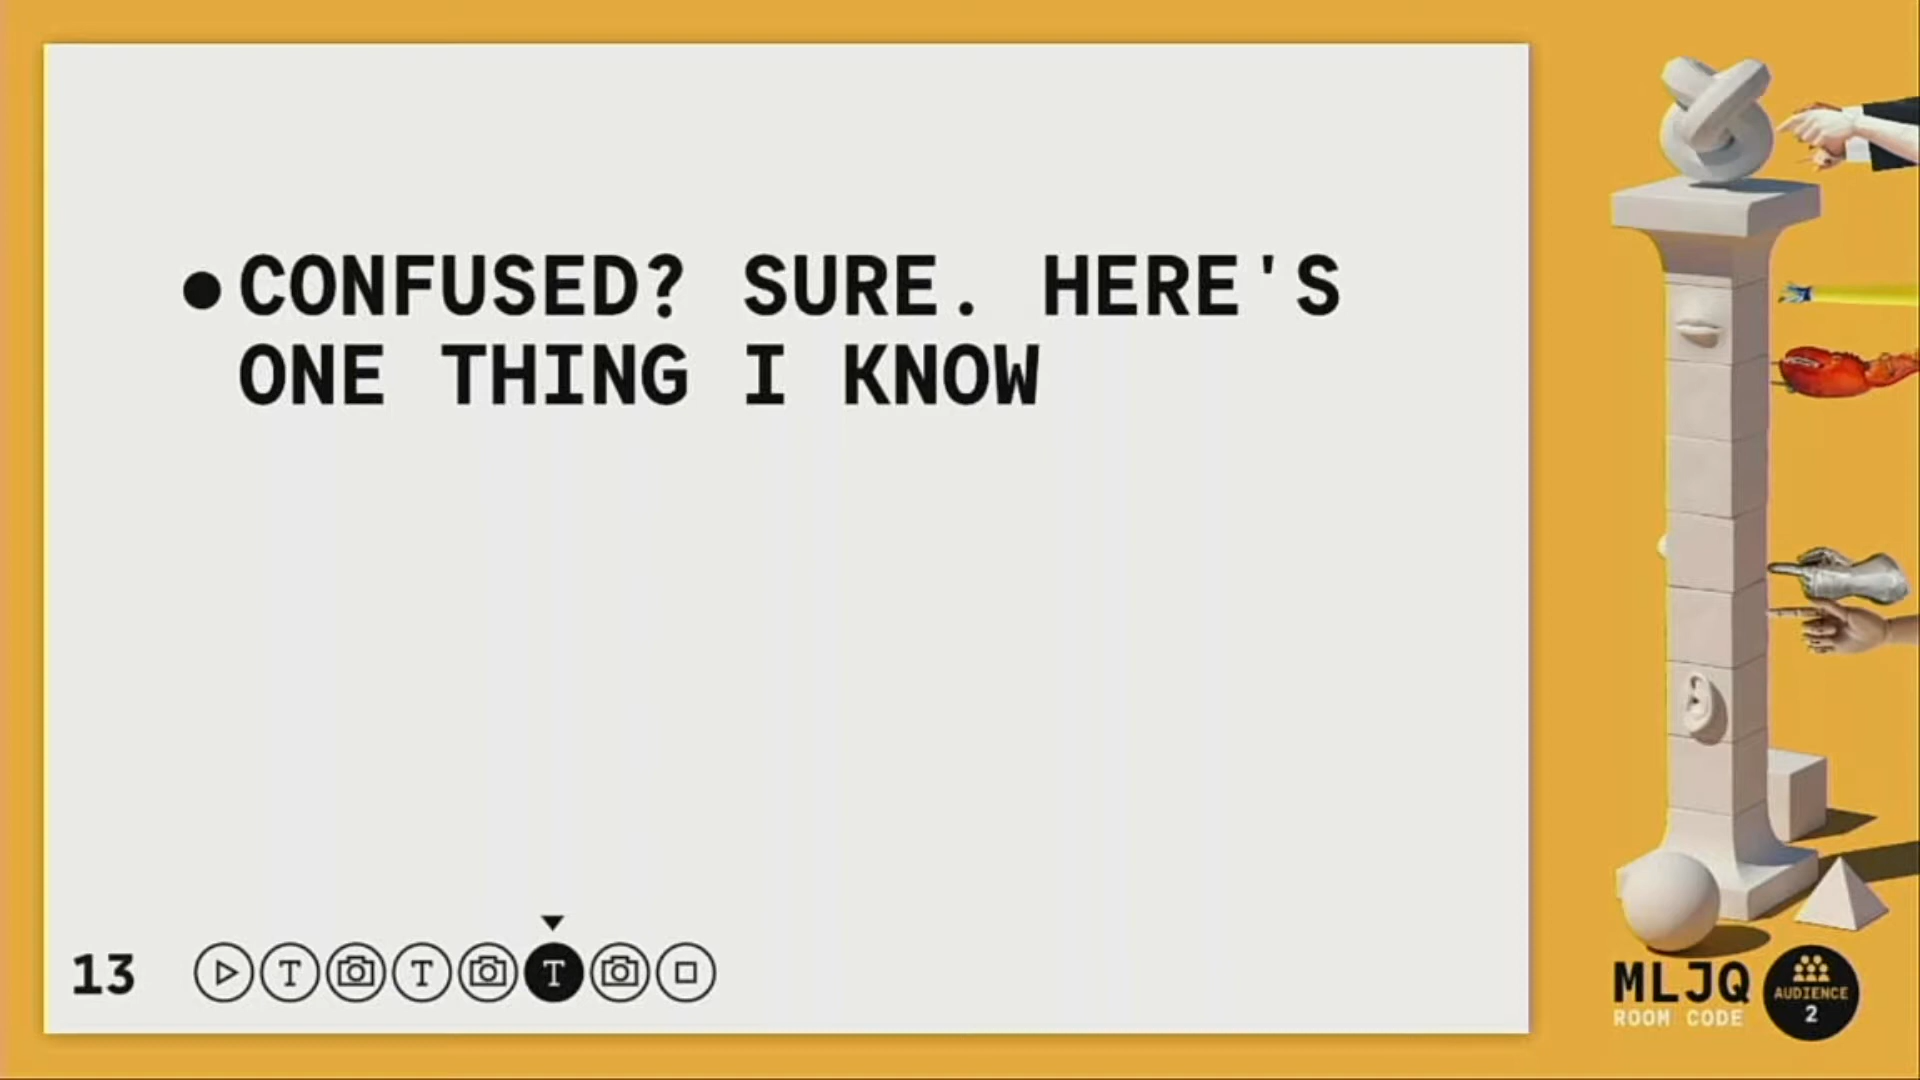 ●CONFUSED? SURE. HERE'S
ONE THING I KNOW
13
T T T
MLJQ
ROOM CODE
AUDIENCE
2